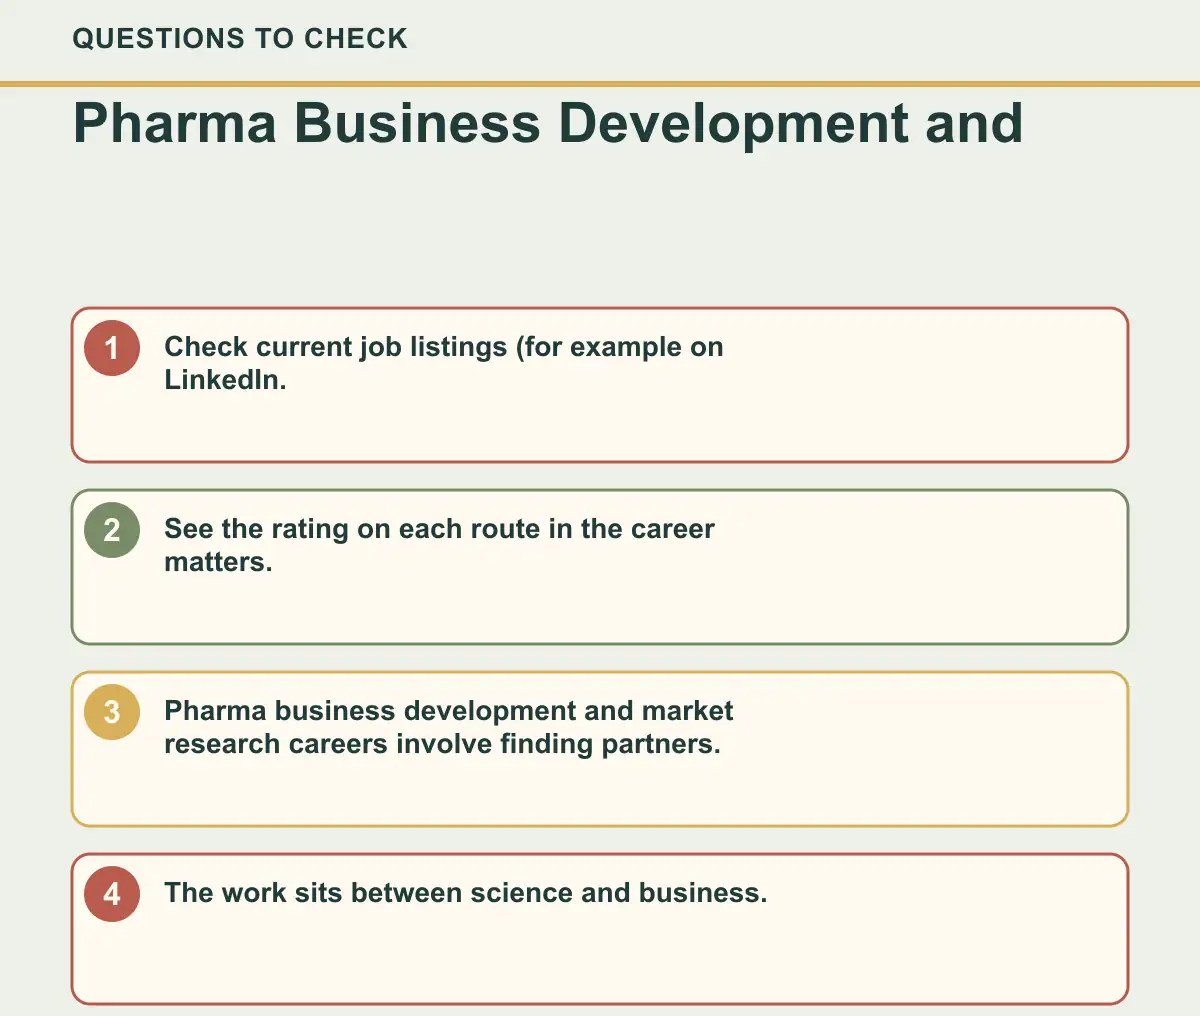 QUESTIONS TO CHECK
Pharma Business Development and
1
Check current job listings (for example on
LinkedIn.
2
See the rating on each route in the career
matters.
3
Pharma business development and market
research careers involve finding partners.
4
The work sits between science and business.